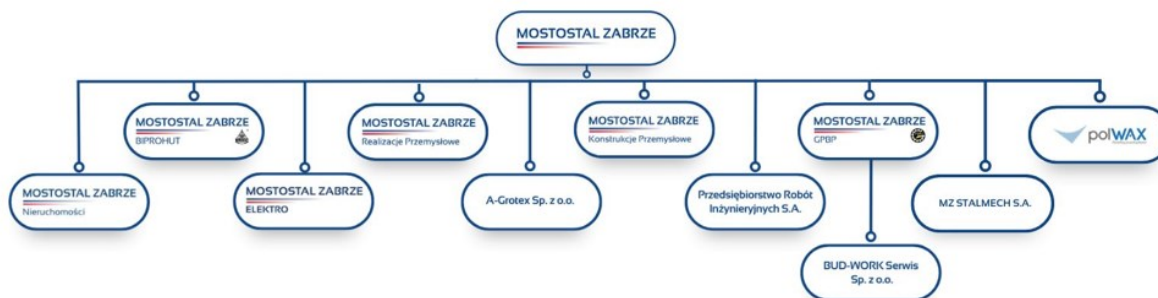 MOSTOSTAL ZABRZE
MOSTOSTAL ZABRZE
BIPROHUT
MOSTOSTAL ZABRZE
Realizacje Przemysłowe
MOSTOSTAL ZABRZE
Konstrukcje Przemysłowe
MOSTOSTAL ZABRZE
GPBP
polWAX
MOSTOSTAL ZABRZE
Nieruchomości
MOSTOSTAL ZABRZE
ELEKTRO
A-Grotex Sp. z o.o.
Przedsiębiorstwo Robót
Inżynieryjnych S.A.
MZ STALMECH S.A.
BUD-WORK Serwis
Sp. z o.o.